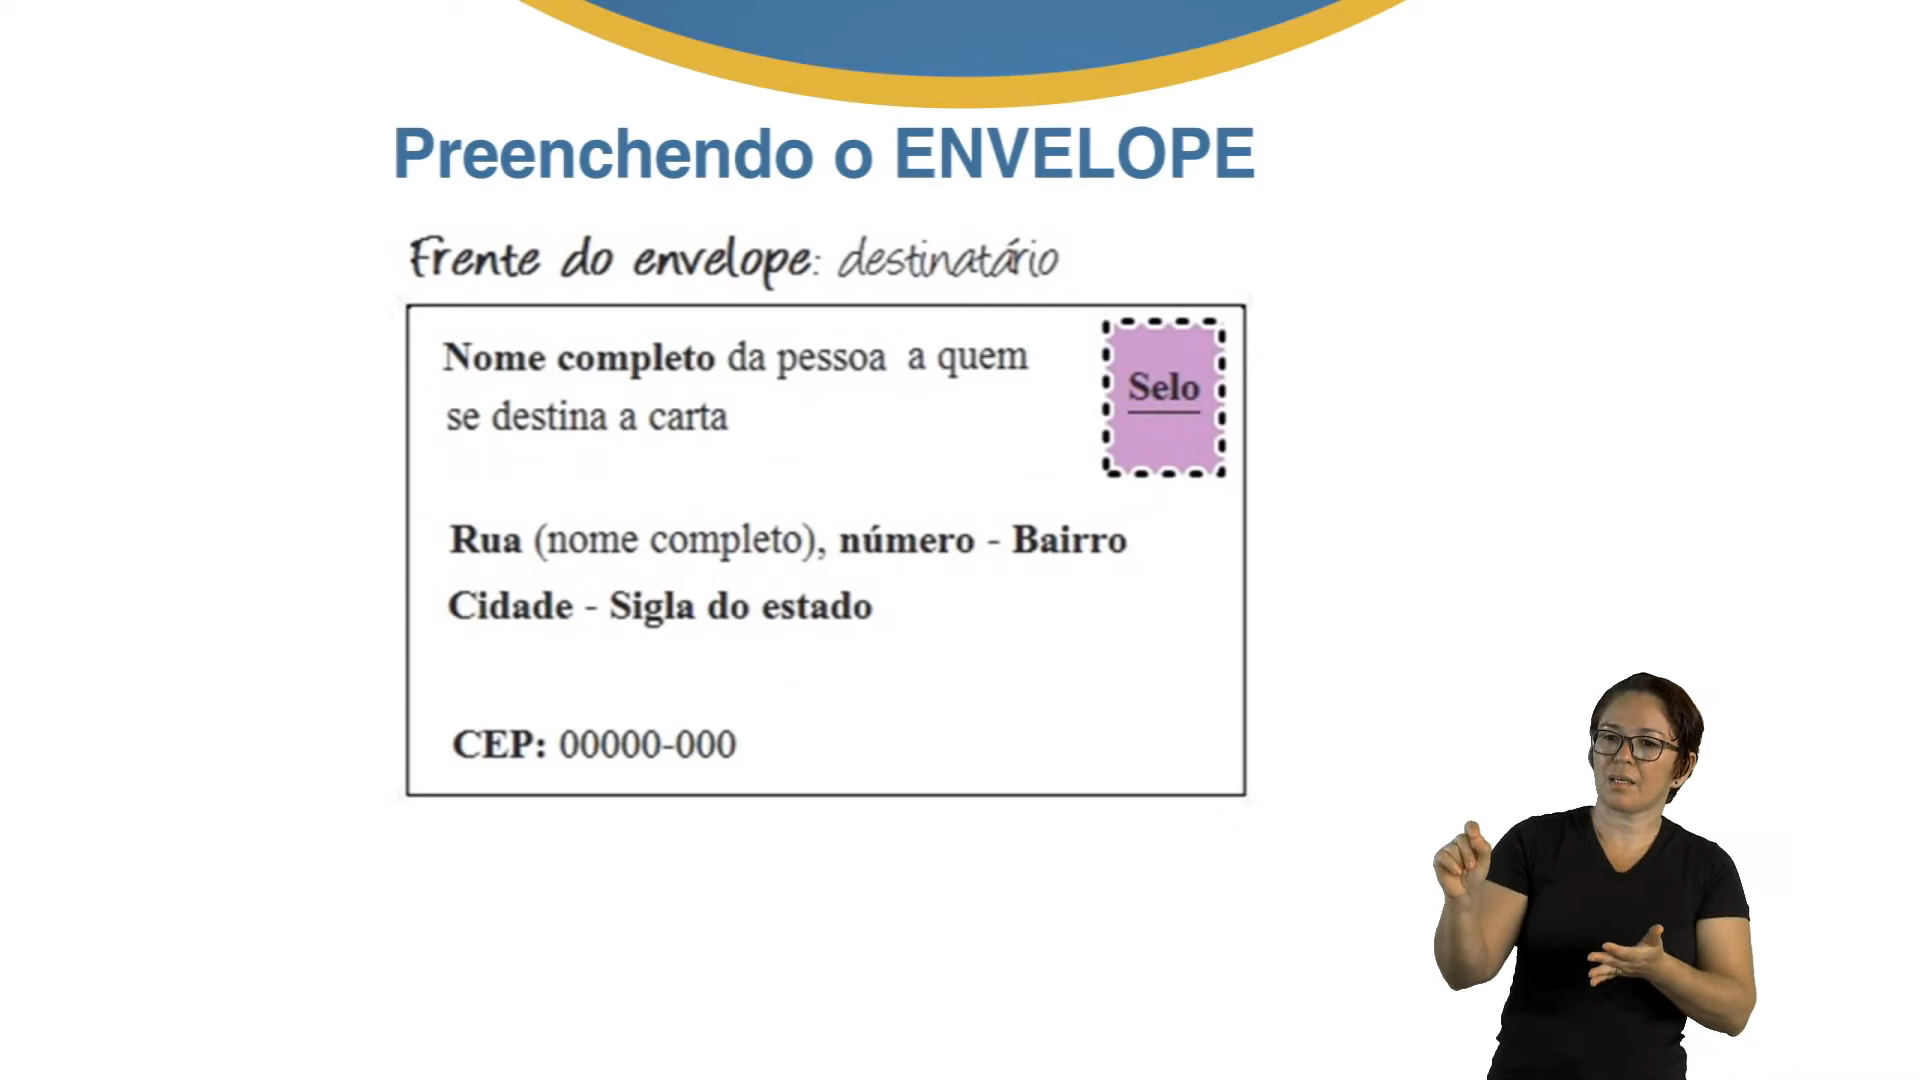 Preenchendo o ENVELOPE
Frente do envelope: destinatário
Nome completo da pessoa a quem
se destina a carta
Selo
Rua (nome completo), número - Bairro
Cidade - Sigla do estado
CEP: 00000-000